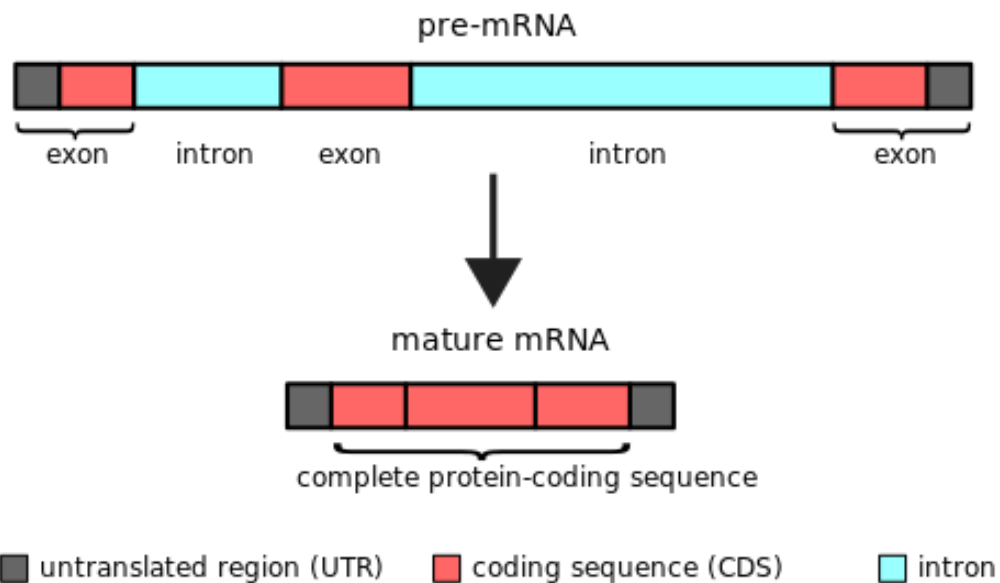 pre-mRNA
exon intron exon intron exon
mature mRNA
complete protein-coding sequence
untranslated region (UTR) coding sequence (CDS) intron